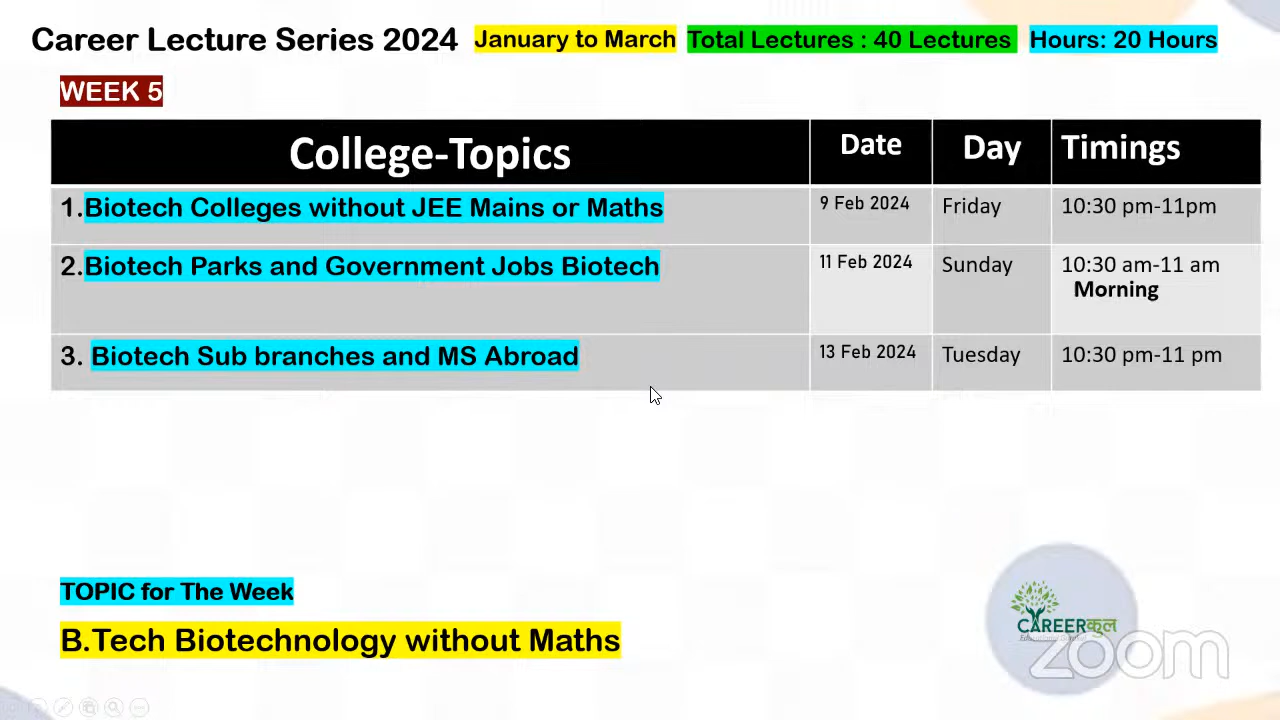 Career Lecture Series 2024 January to March Total Lectures : 40 Lectures Hours: 20 Hours
WEEK 5
College-Topics Date Day Timings
1.Biotech Colleges without JEE Mains or Maths 9 Feb 2024 Friday 10:30 pm-11pm
2.Biotech Parks and Government Jobs Biotech 11 Feb 2024 Sunday 10:30 am-11 am
Morning
3. Biotech Sub branches and MS Abroad 13 Feb 2024 Tuesday 10:30 pm-11 pm
TOPIC for The Week
B.Tech Biotechnology without Maths
CAREERकुल
zoom